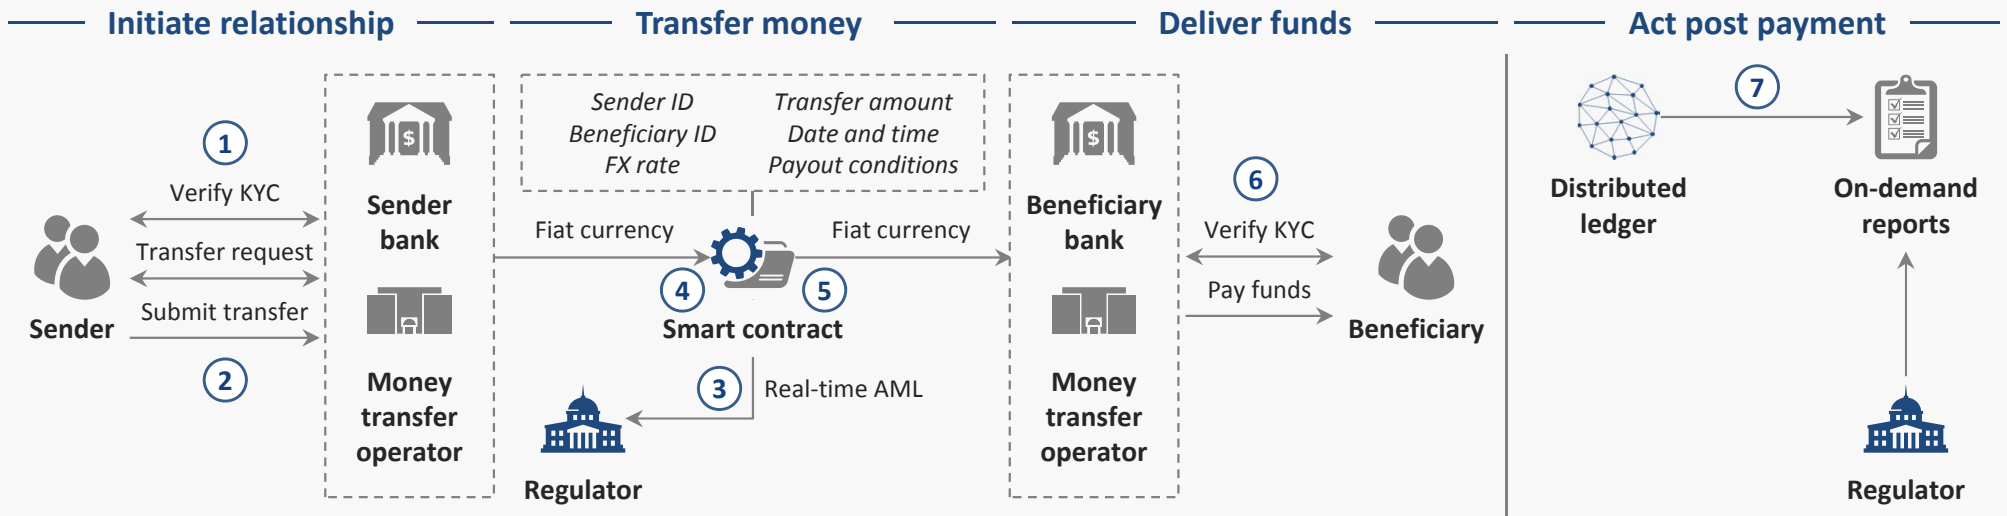 Initiate relationship
Transfer money
Deliver funds
Act post payment
1
Verify KYC
Transfer request
Submit transfer
2
Sender
$
Sender
bank
Money
transfer
operator
Sender ID
Beneficiary ID
FX rate
Transfer amount
Date and time
Payout conditions
Fiat currency
Fiat currency
4
5
Smart contract
3
Real-time AML
Regulator
$
Beneficiary
bank
Money
transfer
operator
6
Verify KYC
Pay funds
Beneficiary
7
Distributed
ledger
On-demand
reports
Regulator